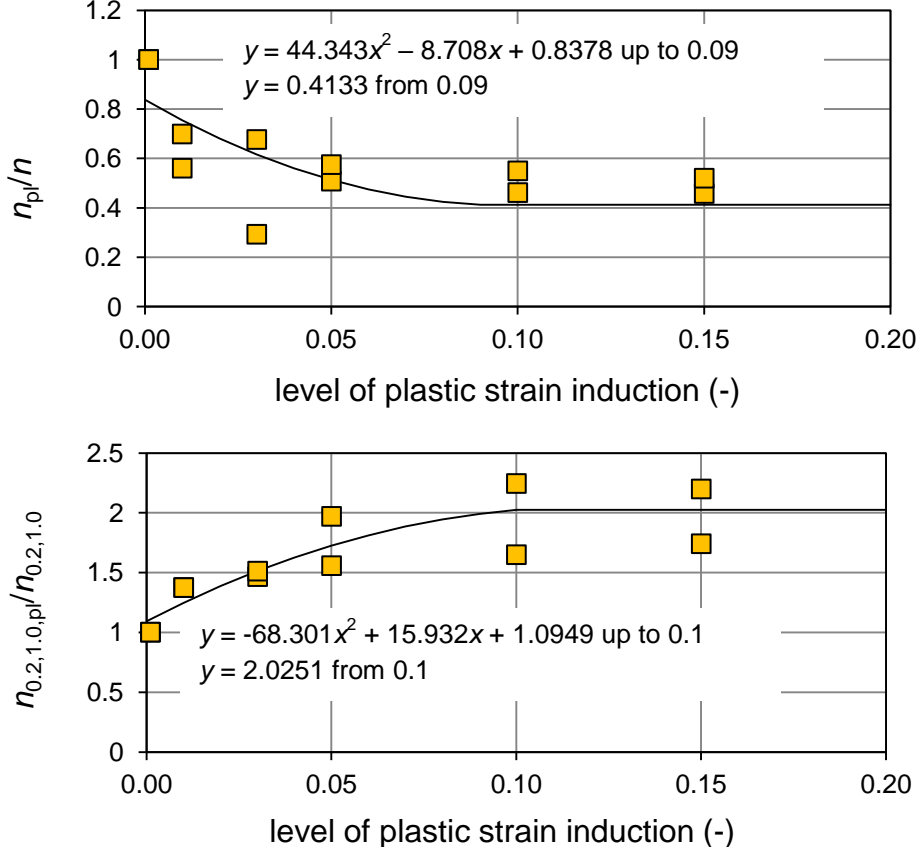 1.2
1
0.8
0.6
0.4
0.2
0
y = 44.343x² – 8.708x + 0.8378 up to 0.09
y = 0.4133 from 0.09
n_pl/n
0.00 0.05 0.10 0.15 0.20
level of plastic strain induction (-)
2.5
2
1.5
1
0.5
0
n_0.2,1.0,pl/n_0.2,1.0
y = -68.301x² + 15.932x + 1.0949 up to 0.1
y = 2.0251 from 0.1
0.00 0.05 0.10 0.15 0.20
level of plastic strain induction (-)